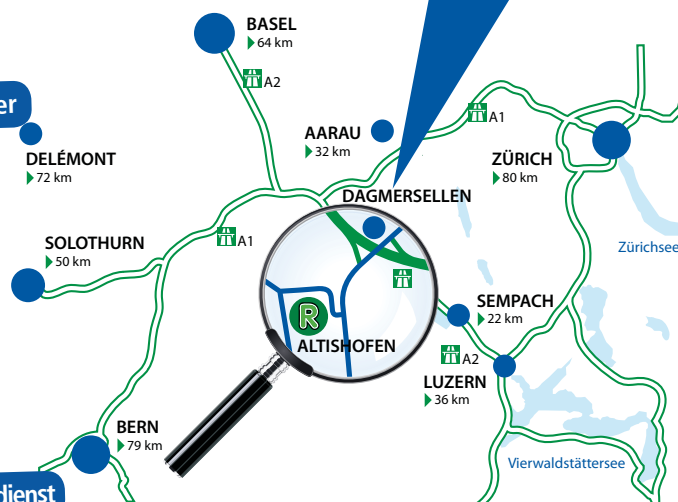 BASEL
64 km
A2
er
AARAU
32 km
A1
DELÉMONT
72 km
ZÜRICH
80 km
DAGMERSELLEN
A1
SOLOTHURN
50 km
Zürichsee
SEMPACH
22 km
R
ALTISHOFEN
A2
LUZERN
36 km
BERN
79 km
Vierwaldstättersee
dienst